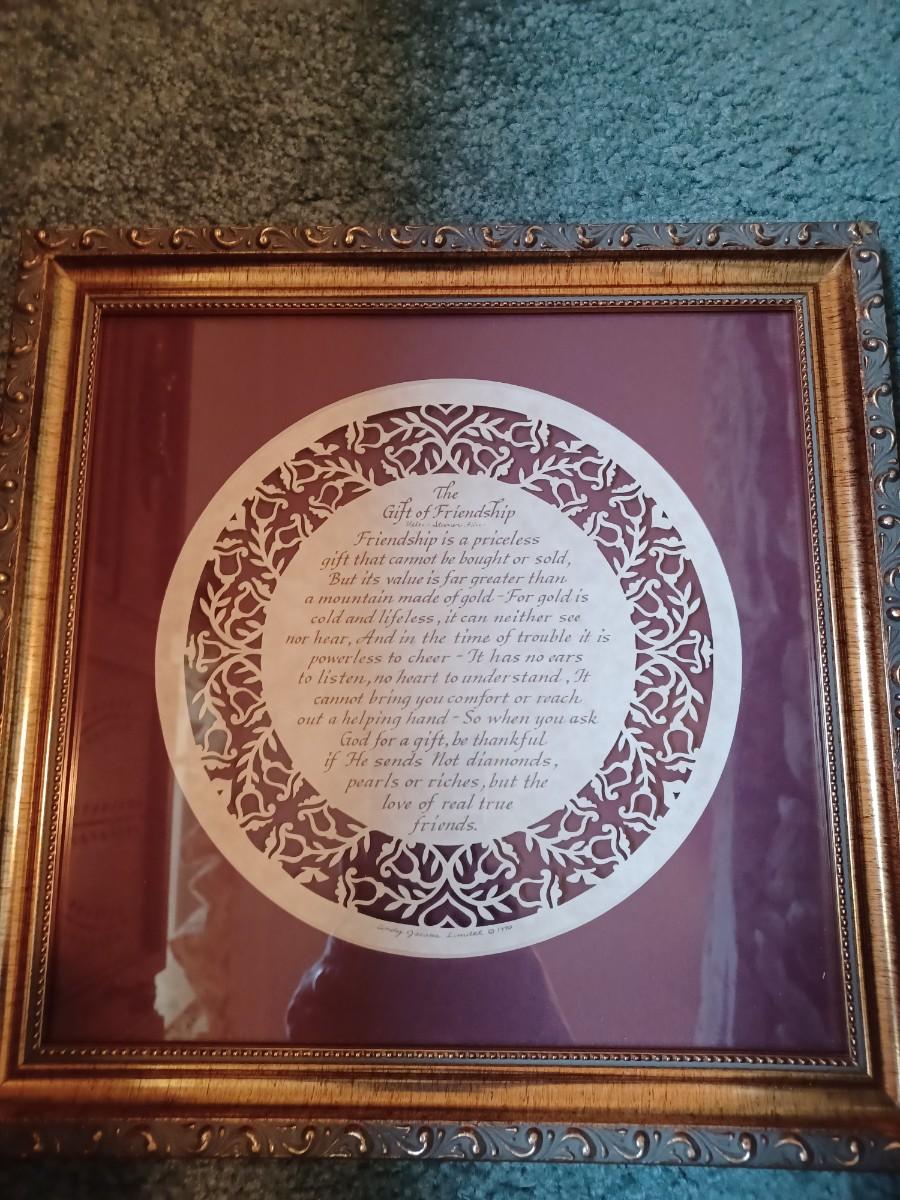 The
Gift of Friendship
Helen Steiner Rice
Friendship is a priceless
gift that cannot be bought or sold,
But its value is far greater than
a mountain made of gold - For gold is
cold and lifeless, it can neither see
nor hear, And in the time of trouble it is
powerless to cheer - It has no ears
to listen, no heart to understand, It
cannot bring you comfort or reach
out a helping hand - So when you ask
God for a gift, be thankful
if He sends Not diamonds,
pearls or riches, but the
love of real true
friends.
Limited ©